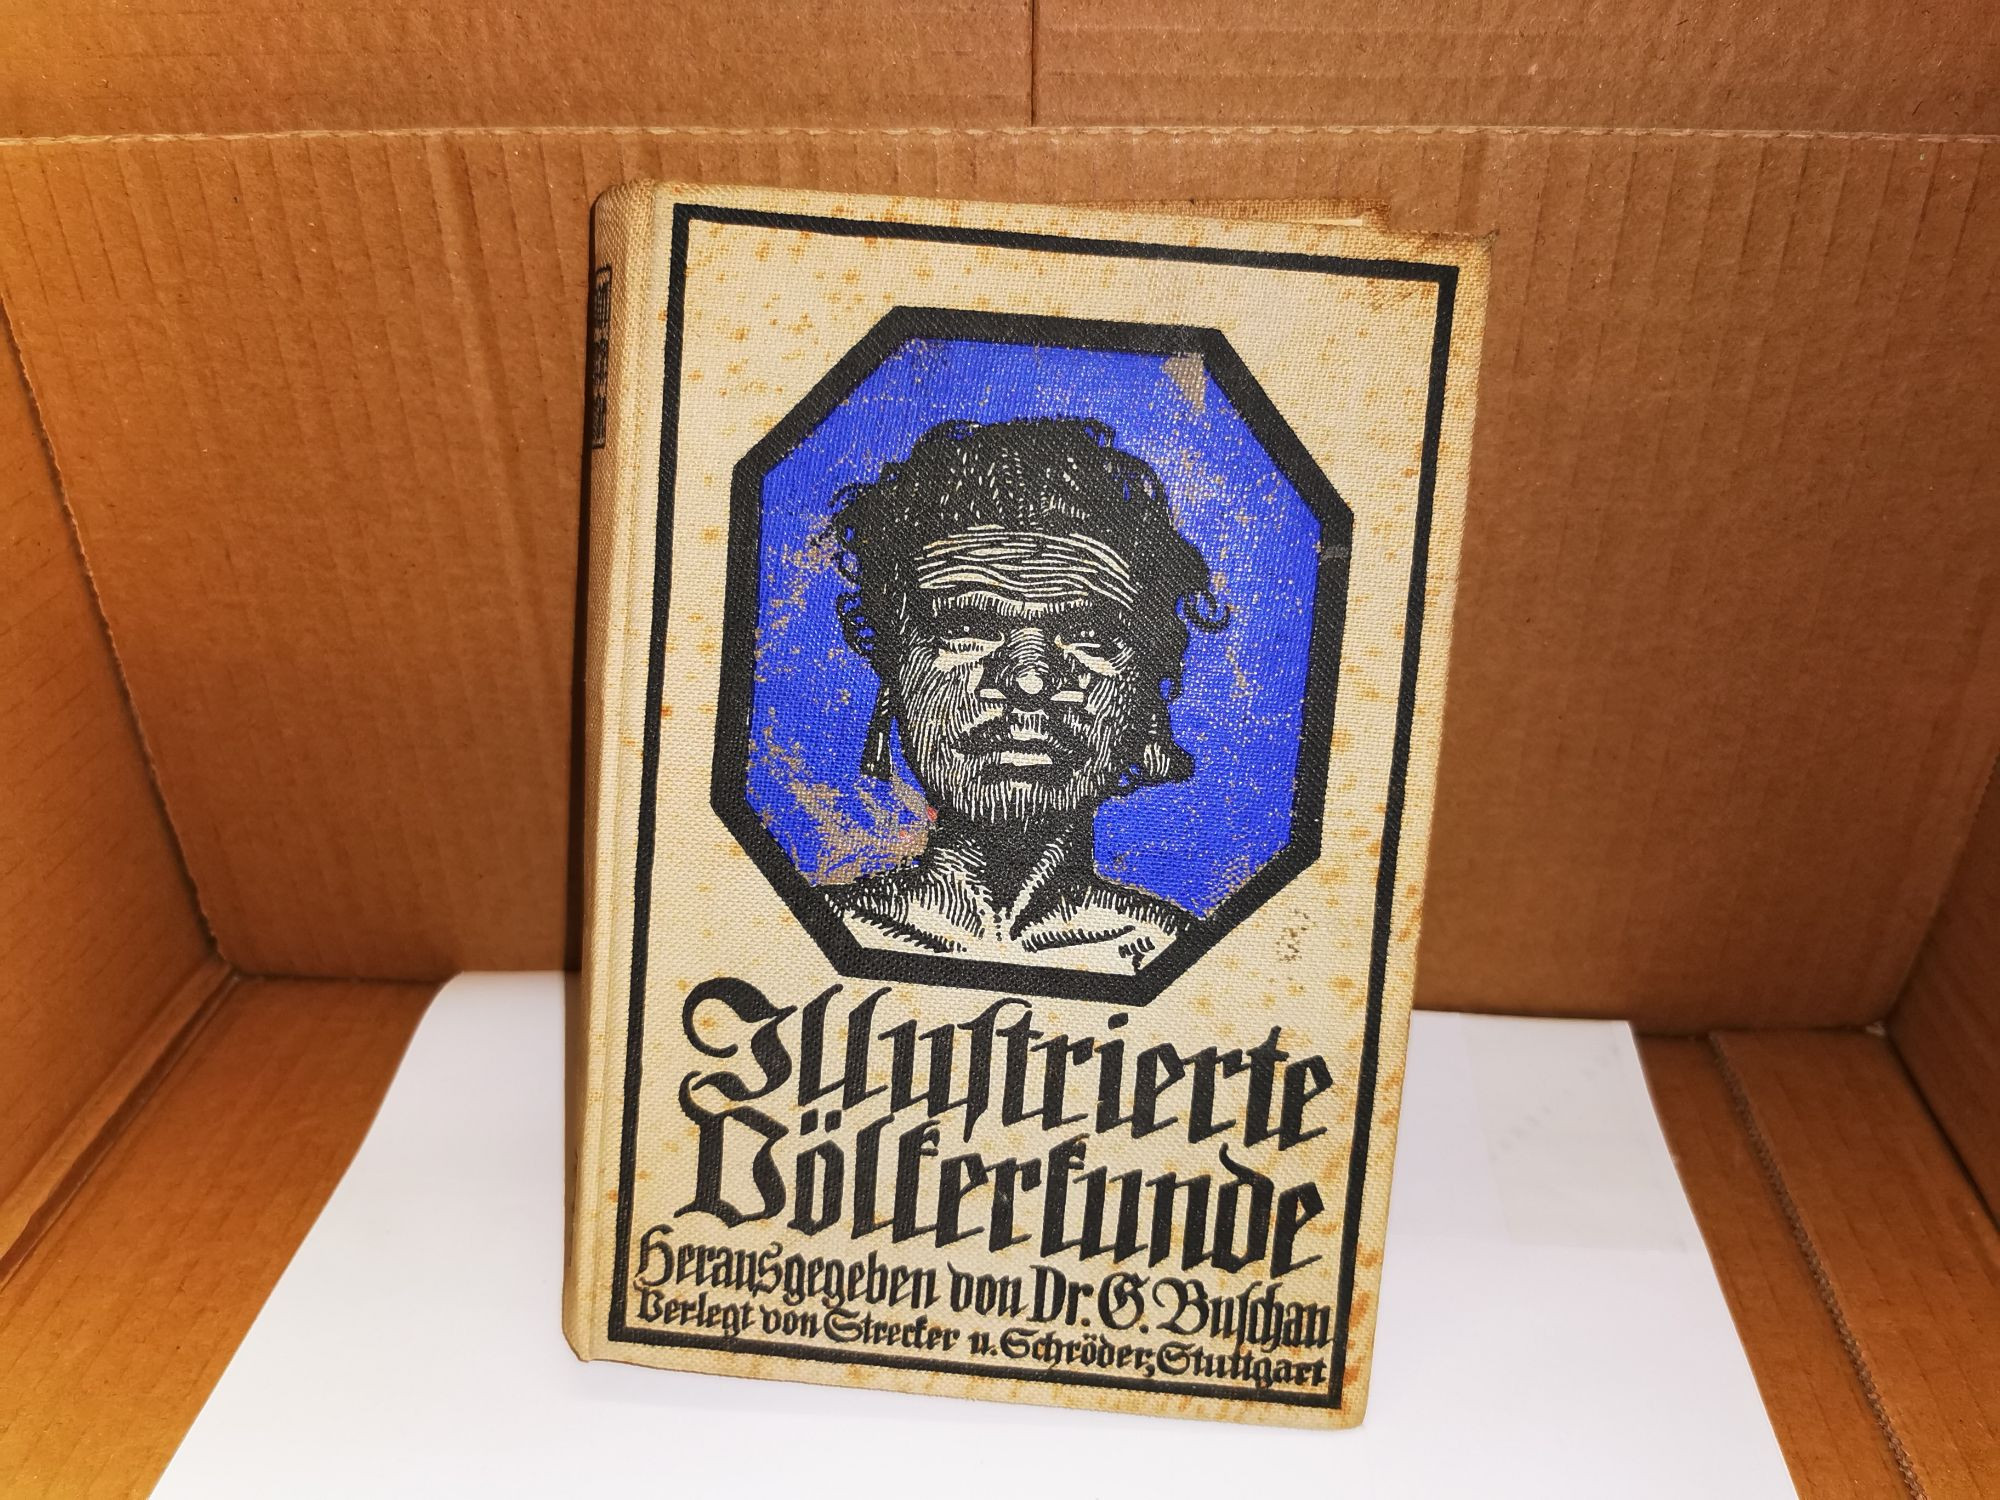 Illustrierte
Völkerkunde
Herausgegeben von Dr. G. Buschan
Verlegt von Strecker u. Schröder, Stuttgart